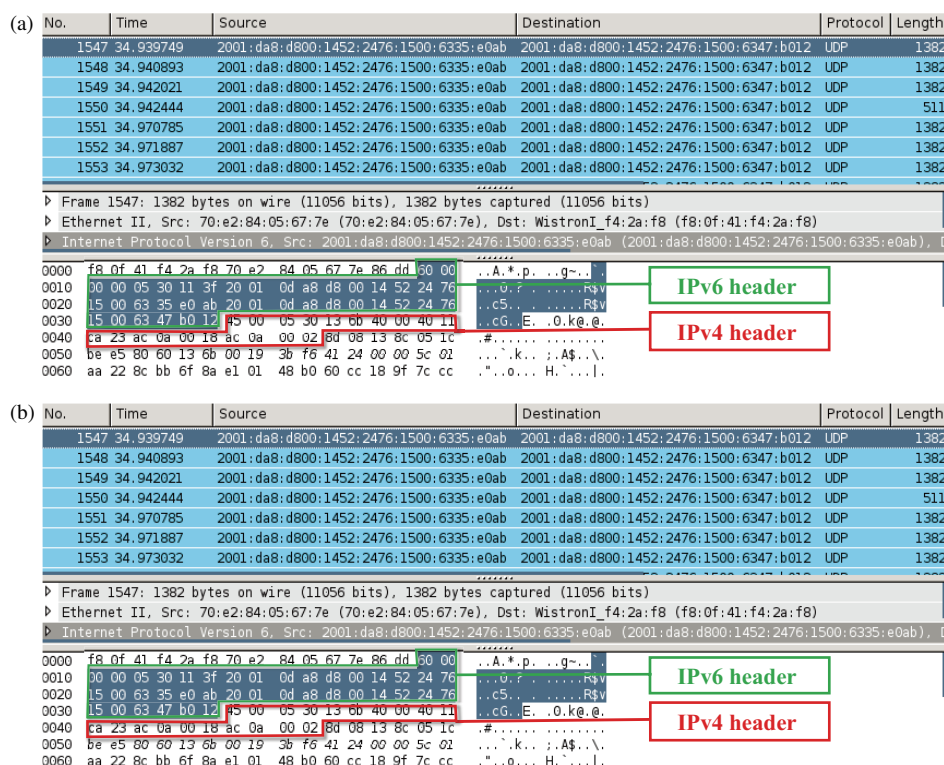 (a)
No. Time Source Destination Protocol Length
1547 34.939749 2001:da8:d800:1452:2476:1500:6335:e0ab 2001:da8:d800:1452:2476:1500:6347:b012 UDP 1382
1548 34.940893 2001:da8:d800:1452:2476:1500:6335:e0ab 2001:da8:d800:1452:2476:1500:6347:b012 UDP 1382
1549 34.942021 2001:da8:d800:1452:2476:1500:6335:e0ab 2001:da8:d800:1452:2476:1500:6347:b012 UDP 1382
1550 34.942444 2001:da8:d800:1452:2476:1500:6335:e0ab 2001:da8:d800:1452:2476:1500:6347:b012 UDP 511
1551 34.970785 2001:da8:d800:1452:2476:1500:6335:e0ab 2001:da8:d800:1452:2476:1500:6347:b012 UDP 1382
1552 34.971887 2001:da8:d800:1452:2476:1500:6335:e0ab 2001:da8:d800:1452:2476:1500:6347:b012 UDP 1382
1553 34.973032 2001:da8:d800:1452:2476:1500:6335:e0ab 2001:da8:d800:1452:2476:1500:6347:b012 UDP 1382
Frame 1547: 1382 bytes on wire (11056 bits), 1382 bytes captured (11056 bits)
Ethernet II, Src: 70:e2:84:05:67:7e (70:e2:84:05:67:7e), Dst: WistronI_f4:2a:f8 (f8:0f:41:f4:2a:f8)
Internet Protocol Version 6, Src: 2001:da8:d800:1452:2476:1500:6335:e0ab (2001:da8:d800:1452:2476:1500:6335:e0ab), D
0000 f8 0f 41 f4 2a f8 70 e2 84 05 67 7e 86 dd 60 00 ..A.*.p. ..g~..`.
0010 00 00 05 30 11 3f 20 01 0d a8 d8 00 14 52 24 76 ...0.? . .....R$v
0020 15 00 63 35 e0 ab 20 01 0d a8 d8 00 14 52 24 76 ..c5.. . .....R$v
0030 15 00 63 47 b0 12 45 00 05 30 13 6b 40 00 40 11 ..cG..E. .0.k@.@.
0040 ca 23 ac 0a 00 18 ac 0a 00 02 8d 08 13 8c 05 1c .#...... ........
0050 be e5 80 60 13 6b 00 19 3b f6 41 24 00 00 5c 01 ...`.k.. ;.A$..\.
0060 aa 22 8c bb 6f 8a e1 01 48 b0 60 cc 18 9f 7c cc ."..o... H.`...|.
IPv6 header
IPv4 header
(b)
No. Time Source Destination Protocol Length
1547 34.939749 2001:da8:d800:1452:2476:1500:6335:e0ab 2001:da8:d800:1452:2476:1500:6347:b012 UDP 1382
1548 34.940893 2001:da8:d800:1452:2476:1500:6335:e0ab 2001:da8:d800:1452:2476:1500:6347:b012 UDP 1382
1549 34.942021 2001:da8:d800:1452:2476:1500:6335:e0ab 2001:da8:d800:1452:2476:1500:6347:b012 UDP 1382
1550 34.942444 2001:da8:d800:1452:2476:1500:6335:e0ab 2001:da8:d800:1452:2476:1500:6347:b012 UDP 511
1551 34.970785 2001:da8:d800:1452:2476:1500:6335:e0ab 2001:da8:d800:1452:2476:1500:6347:b012 UDP 1382
1552 34.971887 2001:da8:d800:1452:2476:1500:6335:e0ab 2001:da8:d800:1452:2476:1500:6347:b012 UDP 1382
1553 34.973032 2001:da8:d800:1452:2476:1500:6335:e0ab 2001:da8:d800:1452:2476:1500:6347:b012 UDP 1382
Frame 1547: 1382 bytes on wire (11056 bits), 1382 bytes captured (11056 bits)
Ethernet II, Src: 70:e2:84:05:67:7e (70:e2:84:05:67:7e), Dst: WistronI_f4:2a:f8 (f8:0f:41:f4:2a:f8)
Internet Protocol Version 6, Src: 2001:da8:d800:1452:2476:1500:6335:e0ab (2001:da8:d800:1452:2476:1500:6335:e0ab), D
0000 f8 0f 41 f4 2a f8 70 e2 84 05 67 7e 86 dd 60 00 ..A.*.p. ..g~..`.
0010 00 00 05 30 11 3f 20 01 0d a8 d8 00 14 52 24 76 ...0.? . .....R$v
0020 15 00 63 35 e0 ab 20 01 0d a8 d8 00 14 52 24 76 ..c5.. . .....R$v
0030 15 00 63 47 b0 12 45 00 05 30 13 6b 40 00 40 11 ..cG..E. .0.k@.@.
0040 ca 23 ac 0a 00 18 ac 0a 00 02 8d 08 13 8c 05 1c .#...... ........
0050 be e5 80 60 13 6b 00 19 3b f6 41 24 00 00 5c 01 ...`.k.. ;.A$..\.
0060 aa 22 8c bb 6f 8a e1 01 48 b0 60 cc 18 9f 7c cc ."..o... H.`...|.
IPv6 header
IPv4 header